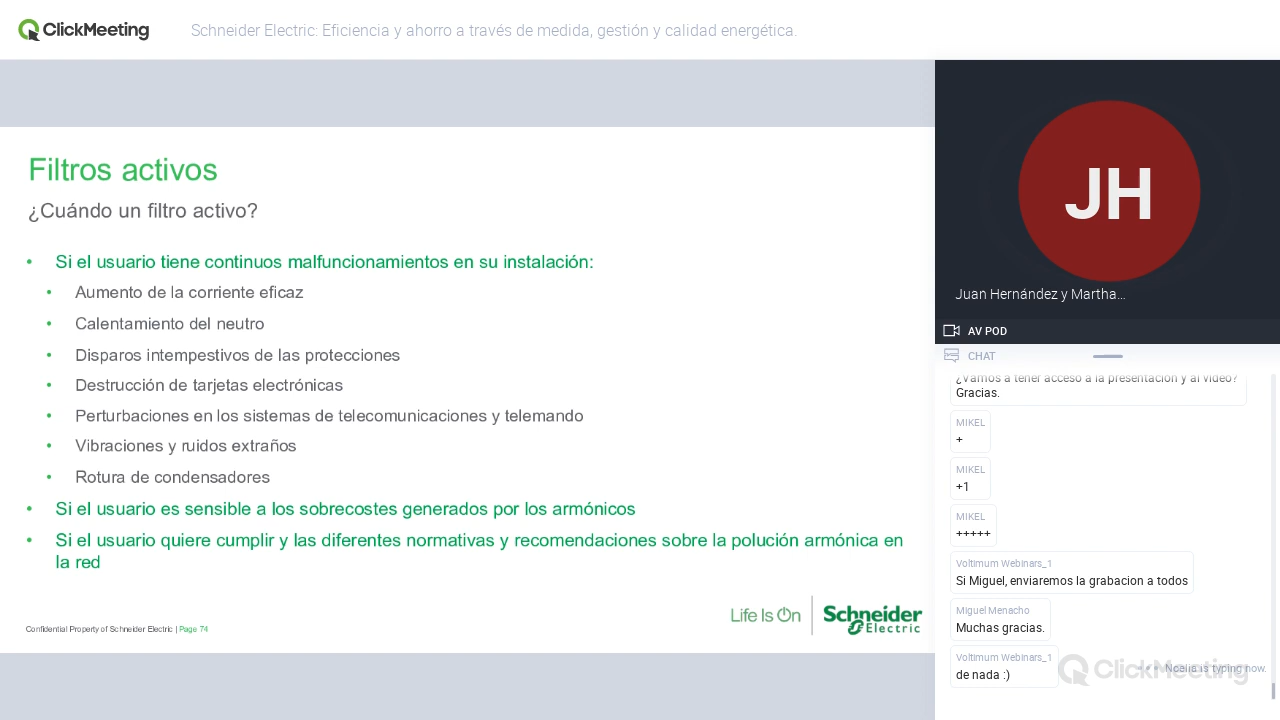 ClickMeeting
Schneider Electric: Eficiencia y ahorro a través de medida, gestión y calidad energética.
Filtros activos
¿Cuándo un filtro activo?
• Si el usuario tiene continuos malfuncionamientos en su instalación:
• Aumento de la corriente eficaz
• Calentamiento del neutro
• Disparos intempestivos de las protecciones
• Destrucción de tarjetas electrónicas
• Perturbaciones en los sistemas de telecomunicaciones y telemando
• Vibraciones y ruidos extraños
• Rotura de condensadores
• Si el usuario es sensible a los sobrecostes generados por los armónicos
• Si el usuario quiere cumplir y las diferentes normativas y recomendaciones sobre la polución armónica en
la red
Confidential Property of Schneider Electric | Page 74
Life Is On
Schneider
Electric
JH
Juan Hernández y Martha...
AV POD
CHAT
¿Vamos a tener acceso a la presentación y al vídeo?
Gracias.
MIKEL
+
MIKEL
+1
MIKEL
+++++
Voltimum Webinars_1
Si Miguel, enviaremos la grabacion a todos
Miguel Menacho
Muchas gracias.
Voltimum Webinars_1
de nada :)
ClickMeeting
Ncelia is typing now.